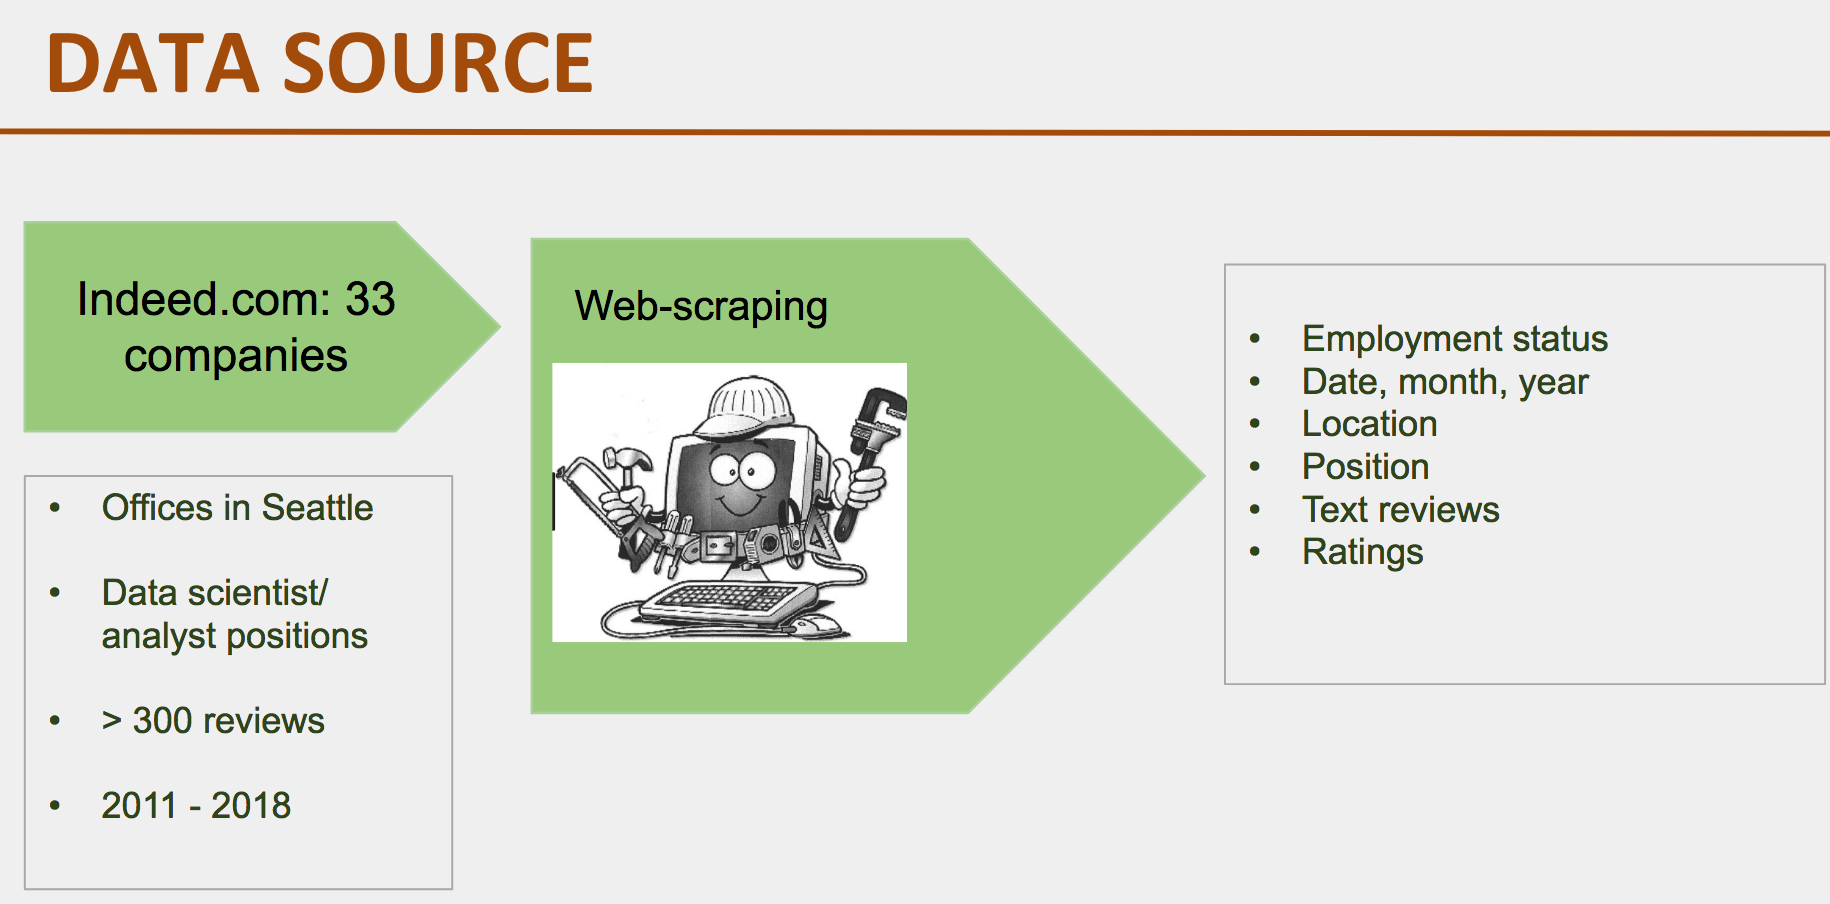 DATA SOURCE
Indeed.com: 33
companies
• Offices in Seattle
• Data scientist/
analyst positions
• > 300 reviews
• 2011 - 2018
Web-scraping
• Employment status
• Date, month, year
• Location
• Position
• Text reviews
• Ratings